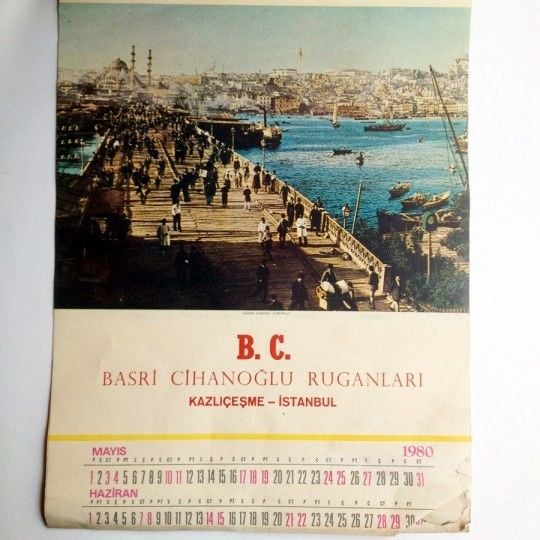 B. C.
BASRİ CİHANOĞLU RUGANLARI
KAZLIÇEŞME – İSTANBUL
MAYIS 1980
1 2 3 4 5 6 7 8 9 10 11 12 13 14 15 16 17 18 19 20 21 22 23 24 25 26 27 28 29 30 31
HAZİRAN
1 2 3 4 5 6 7 8 9 10 11 12 13 14 15 16 17 18 19 20 21 22 23 24 25 26 27 28 29 30